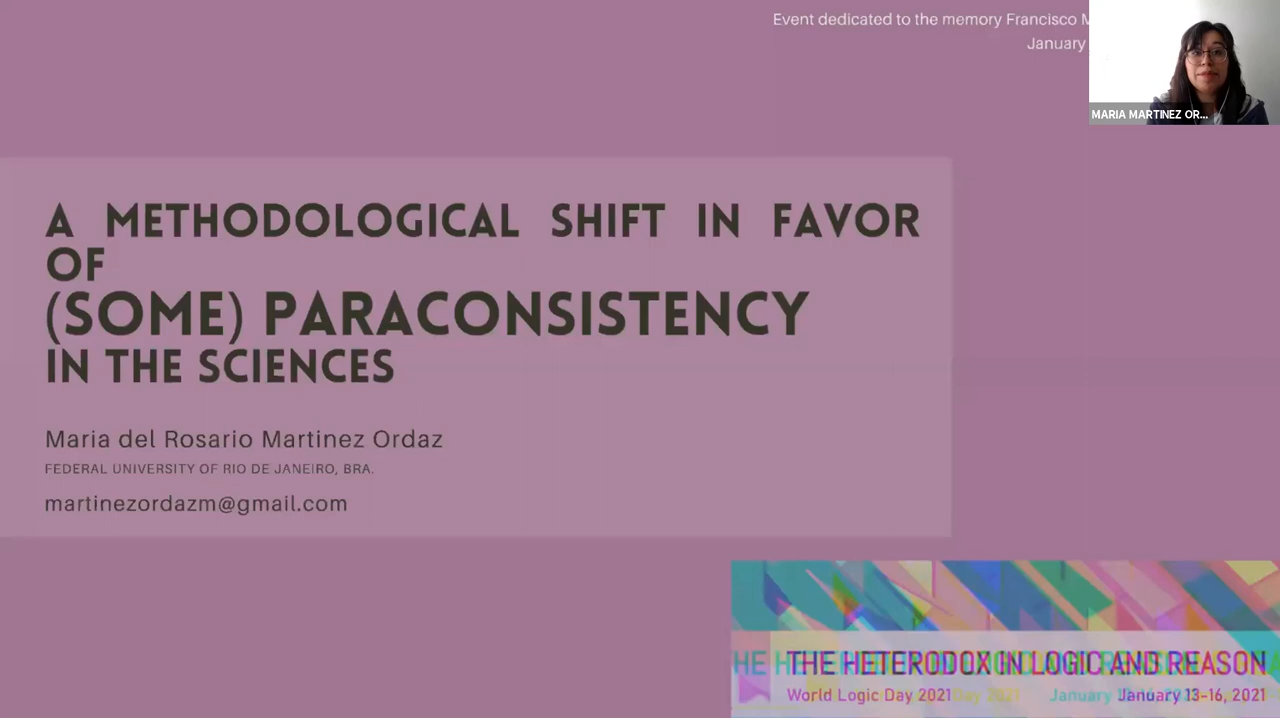 Event dedicated to the memory Francisco
January
MARIA MARTINEZ OR...
A METHODOLOGICAL SHIFT IN FAVOR
OF
(SOME) PARACONSISTENCY
IN THE SCIENCES
Maria del Rosario Martinez Ordaz
FEDERAL UNIVERSITY OF RIO DE JANEIRO, BRA.
martinezordazm@gmail.com
THE HETERODOX IN LOGIC AND REASON
World Logic Day 2021 January 13-16, 2021